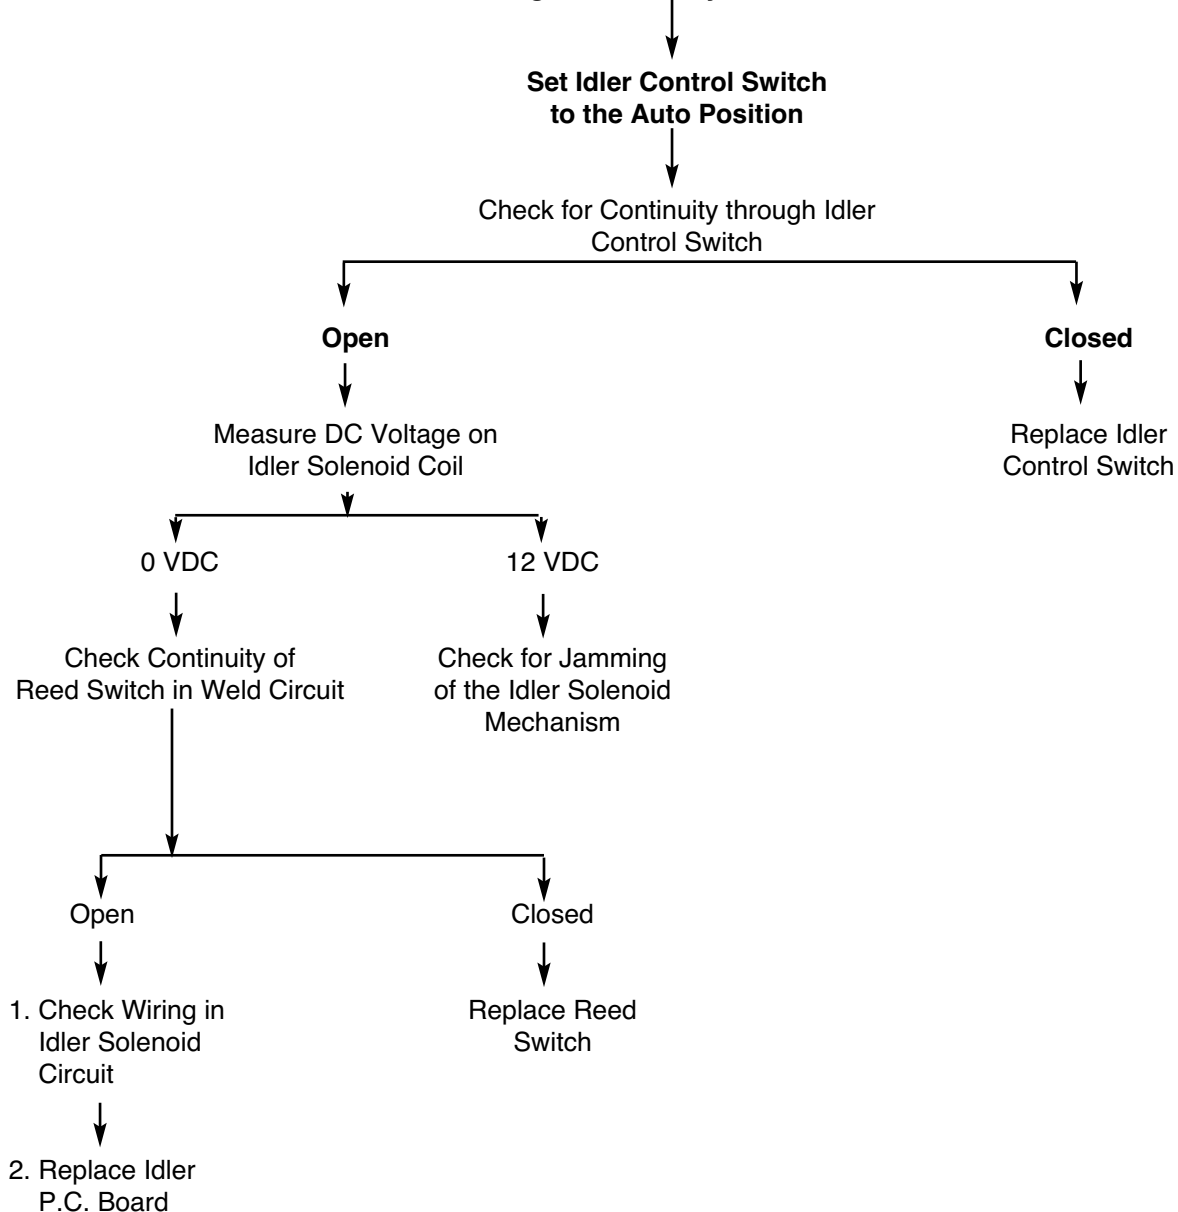 Set Idler Control Switch
to the Auto Position
Check for Continuity through Idler
Control Switch
Open
Closed
Measure DC Voltage on
Idler Solenoid Coil
Replace Idler
Control Switch
0 VDC
12 VDC
Check Continuity of
Reed Switch in Weld Circuit
Check for Jamming
of the Idler Solenoid
Mechanism
Open
Closed
1. Check Wiring in
Idler Solenoid
Circuit
Replace Reed
Switch
2. Replace Idler
P.C. Board